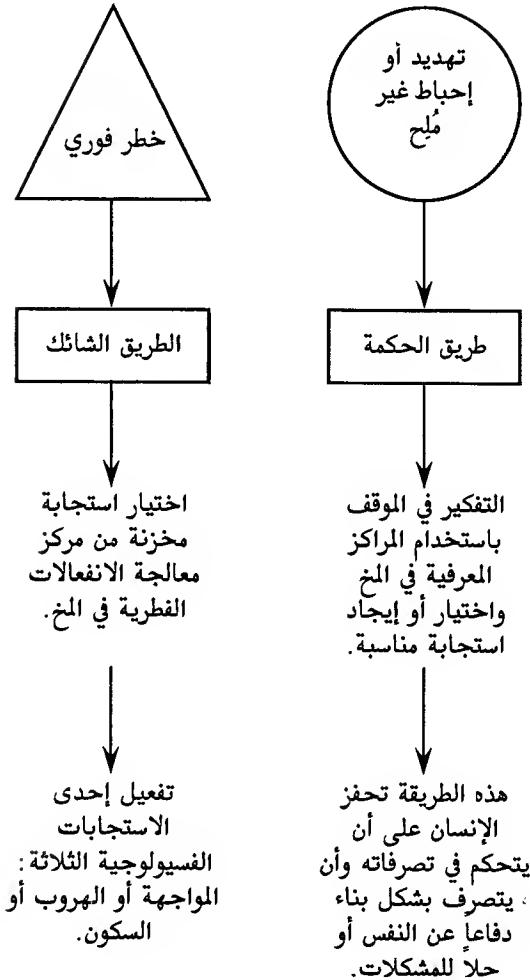 تهديد أو
إحباط غير
مُلِح
طريق الحكمة
التفكير في الموقف
باستخدام المراكز
المعرفية في المخ
واختيار أو إيجاد
استجابة مناسبة.
هذه الطريقة تحفز
الإنسان على أن
يتحكم في تصرفاته وأن
يتصرف بشكل بناء
دفاعاً عن النفس أو
حلاً للمشكلات.
خطر فوري
الطريق الشائك
اختيار استجابة
مخزنة من مركز
معالجة الانفعالات
الفطرية في المخ.
تفعيل إحدى
الاستجابات
الفسيولوجية الثلاثة:
المواجهة أو الهروب أو
السكون.